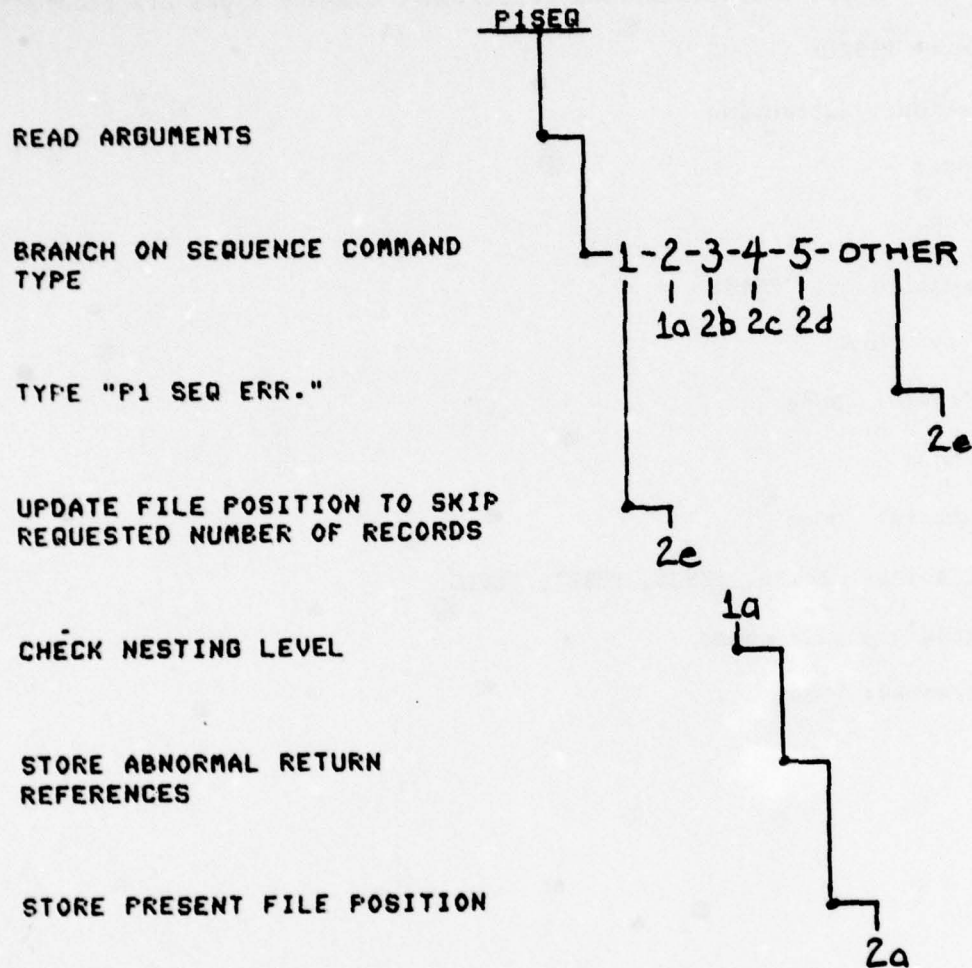 P1SEQ
READ ARGUMENTS
BRANCH ON SEQUENCE COMMAND
TYPE
1-2-3-4-5- OTHER
1a 2b 2c 2d
TYPE "P1 SEQ ERR."
2e
UPDATE FILE POSITION TO SKIP
REQUESTED NUMBER OF RECORDS
2e
1a
CHECK NESTING LEVEL
STORE ABNORMAL RETURN
REFERENCES
STORE PRESENT FILE POSITION
2a